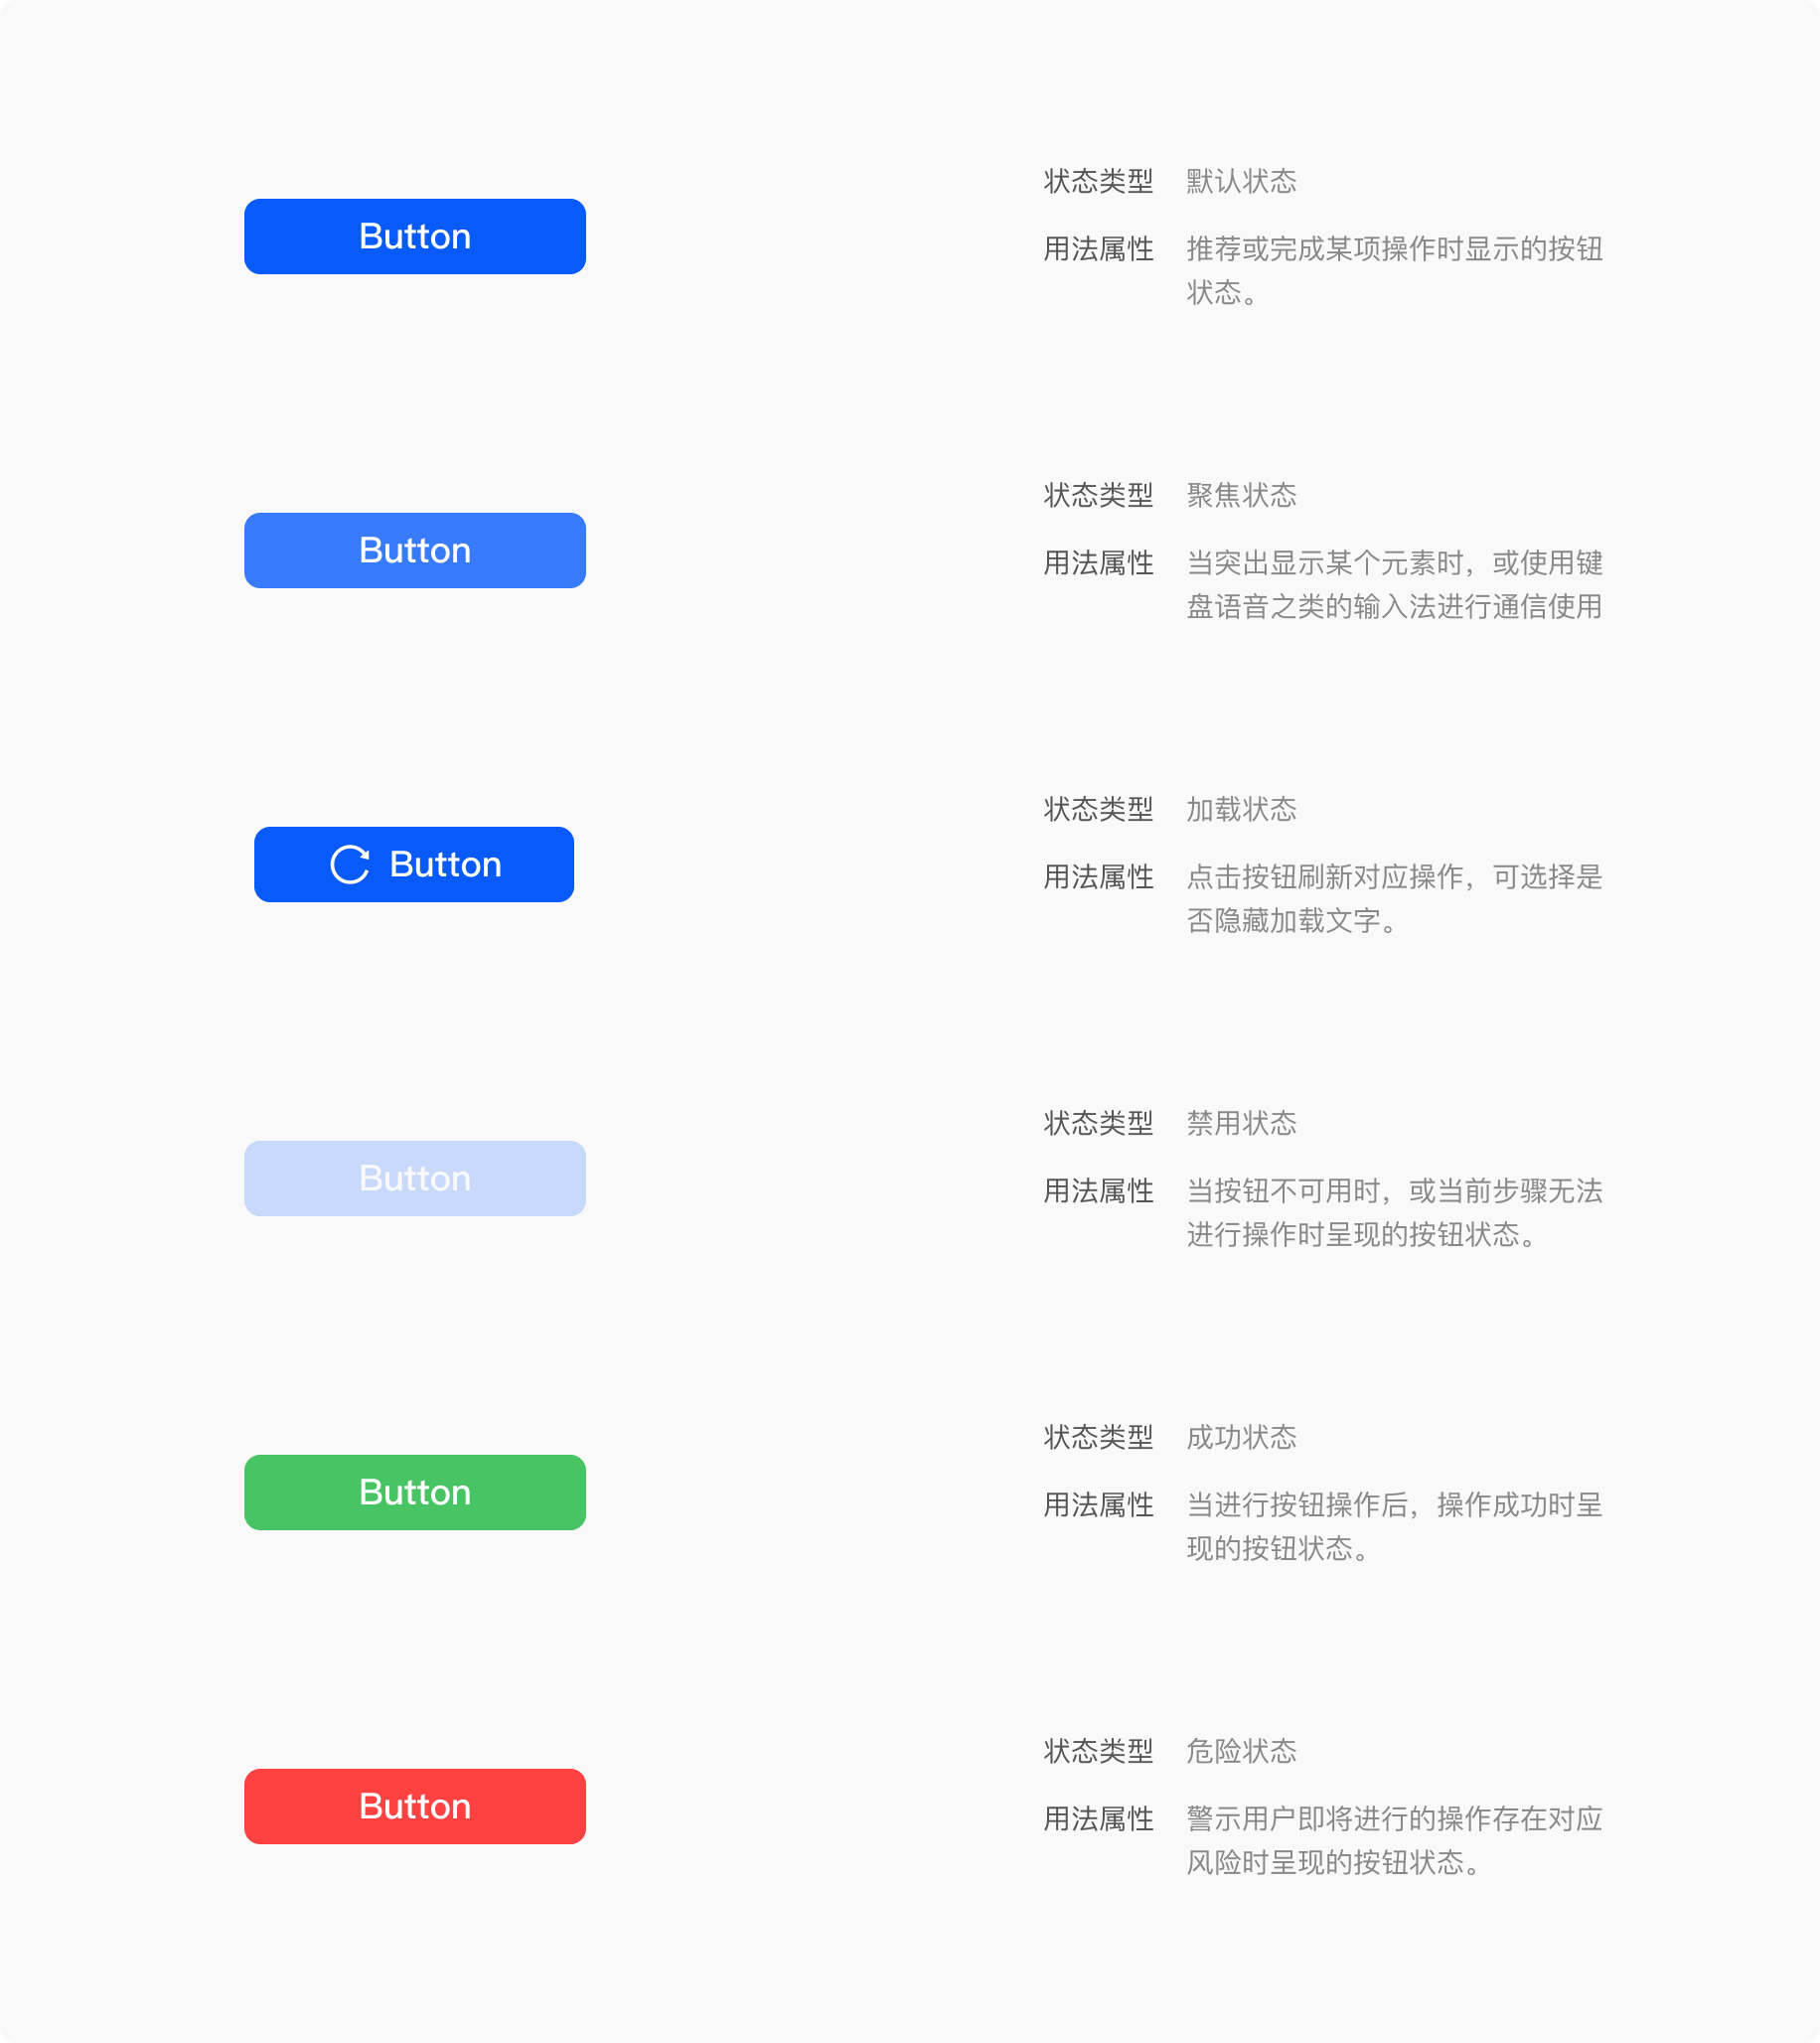 Button
状态类型 默认状态
用法属性 推荐或完成某项操作时显示的按钮
状态。
Button
状态类型 聚焦状态
用法属性 当突出显示某个元素时，或使用键
盘语音之类的输入法进行通信使用
Button
状态类型 加载状态
用法属性 点击按钮刷新对应操作，可选择是
否隐藏加载文字。
Button
状态类型 禁用状态
用法属性 当按钮不可用时，或当前步骤无法
进行操作时呈现的按钮状态。
Button
状态类型 成功状态
用法属性 当进行按钮操作后，操作成功时呈
现的按钮状态。
Button
状态类型 危险状态
用法属性 警示用户即将进行的操作存在对应
风险时呈现的按钮状态。